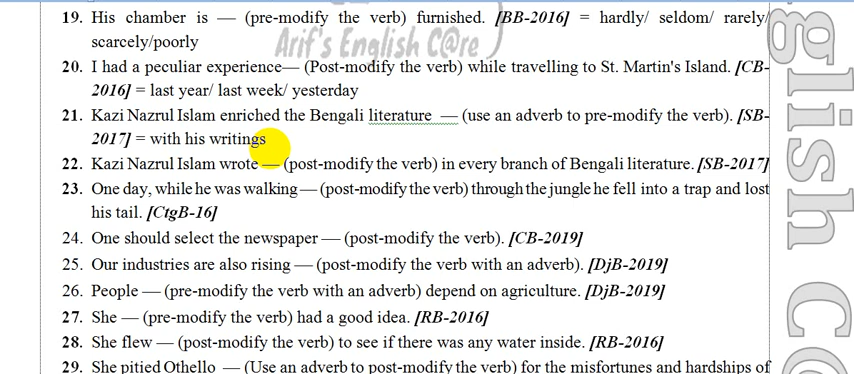 19. His chamber is — (pre-modify the verb) furnished. [BB-2016] = hardly/ seldom/ rarely/
scarcely/poorly
Arif's English C@re
20. I had a peculiar experience— (Post-modify the verb) while travelling to St. Martin's Island. [CB-
2016] = last year/ last week/ yesterday
21. Kazi Nazrul Islam enriched the Bengali literature — (use an adverb to pre-modify the verb). [SB-
2017] = with his writings
22. Kazi Nazrul Islam wrote — (post-modify the verb) in every branch of Bengali literature. [SB-2017]
23. One day, while he was walking— (post-modify the verb) through the jungle he fell into a trap and lost
his tail. [CtgB-16]
24. One should select the newspaper — (post-modify the verb). [CB-2019]
25. Our industries are also rising — (post-modify the verb with an adverb). [DjB-2019]
26. People — (pre-modify the verb with an adverb) depend on agriculture. [DjB-2019]
27. She — (pre-modify the verb) had a good idea. [RB-2016]
28. She flew — (post-modify the verb) to see if there was any water inside. [RB-2016]
29. She pitied Othello — (Use an adverb to post-modify the verb) for the misfortunes and hardships of
glish C@